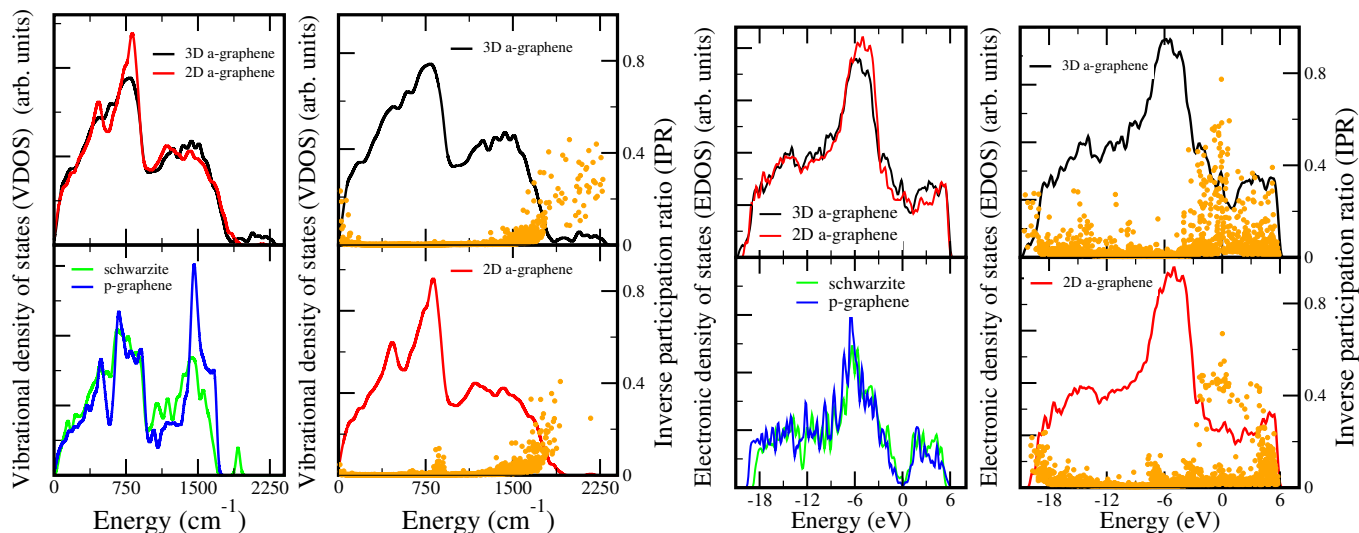 Vibrational density of states (VDOS) (arb. units)
3D a-graphene
2D a-graphene
schwarzite
p-graphene
0 750 1500 2250
Energy (cm-1)
Vibrational density of states (VDOS) (arb. units)
3D a-graphene
2D a-graphene
0.8
0.4
0
0.8
0.4
0
Inverse participation ratio (IPR)
0 750 1500 2250
Energy (cm-1)
Electronic density of states (EDOS) (arb. units)
3D a-graphene
2D a-graphene
schwarzite
p-graphene
-18 -12 -6 0 6
Energy (eV)
Electronic density of states (EDOS) (arb. units)
3D a-graphene
2D a-graphene
0.8
0.4
0
0.8
0.4
0
Inverse participation ratio (IPR)
-18 -12 -6 0 6
Energy (eV)